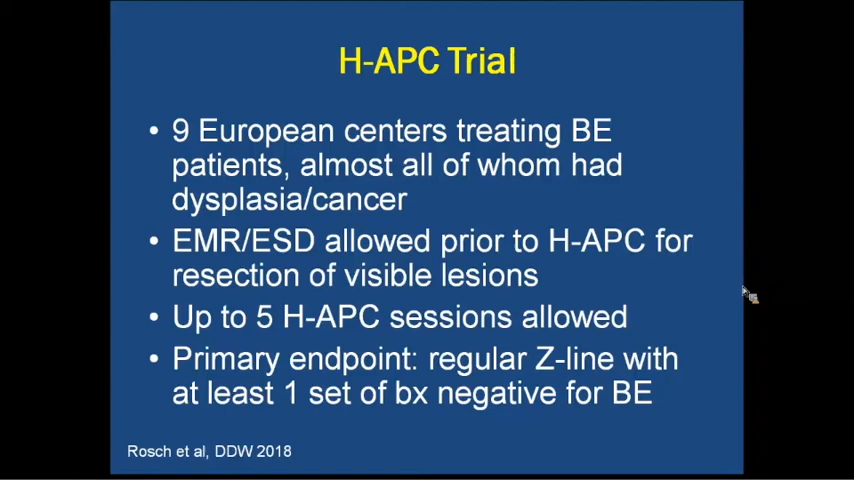 H-APC Trial
• 9 European centers treating BE
patients, almost all of whom had
dysplasia/cancer
• EMR/ESD allowed prior to H-APC for
resection of visible lesions
• Up to 5 H-APC sessions allowed
• Primary endpoint: regular Z-line with
at least 1 set of bx negative for BE
Rosch et al, DDW 2018